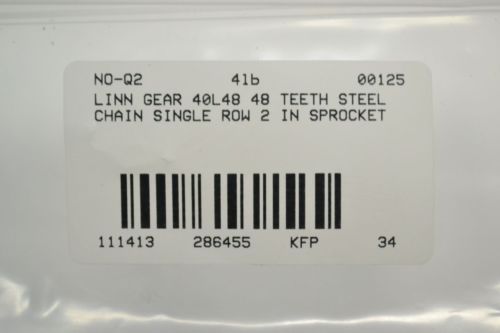 NO-Q2 4lb 00125
LINN GEAR 40L48 48 TEETH STEEL
CHAIN SINGLE ROW 2 IN SPROCKET
111413 286455 KFP 34